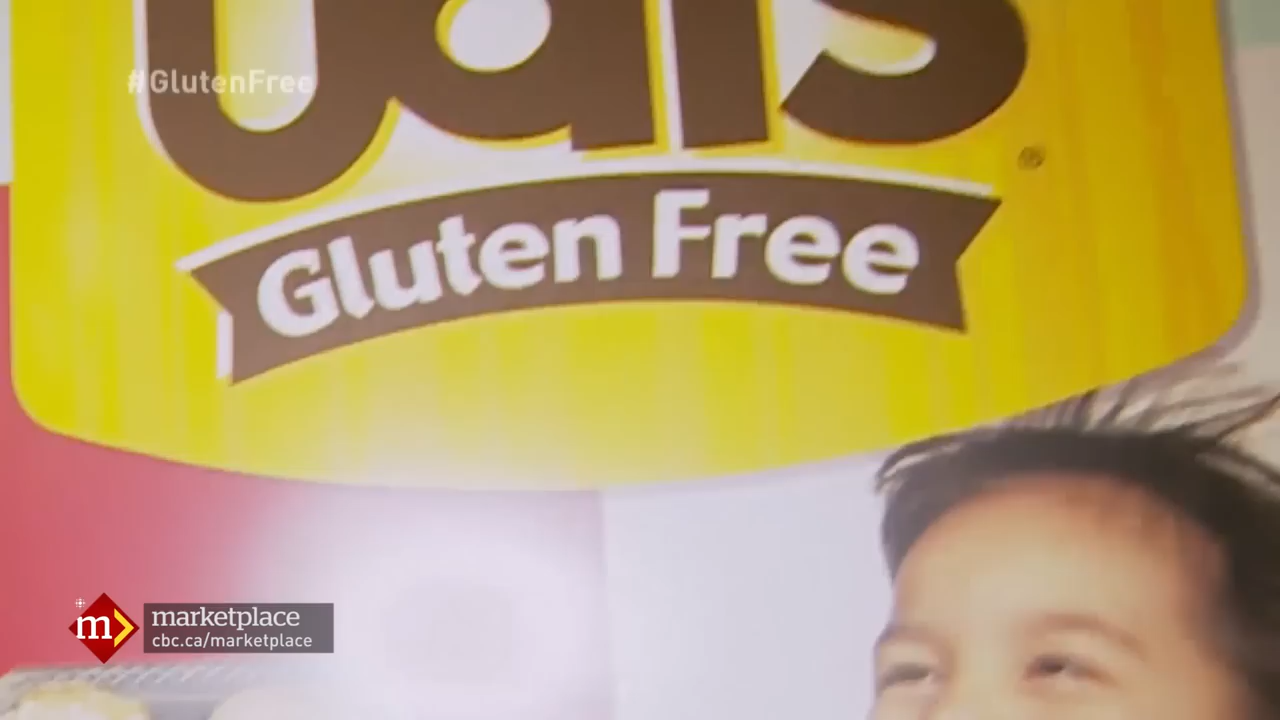 #GlutenFree
Gluten Free
®
m
marketplace
cbc.ca/marketplace